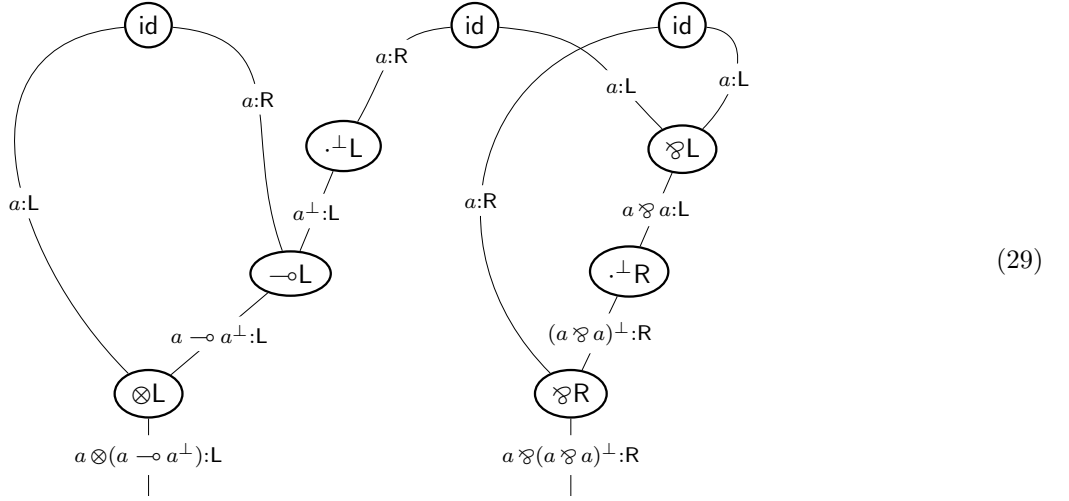 id id id
a:R a:L a:L
a:R
·⊥L ⅋L
a:L a:R a⊥:L a⅋a:L
⊸L ·⊥R (29)
a ⊸ a⊥:L (a⅋a)⊥:R
⊗L ⅋R
a⊗(a ⊸ a⊥):L a⅋(a⅋a)⊥:R